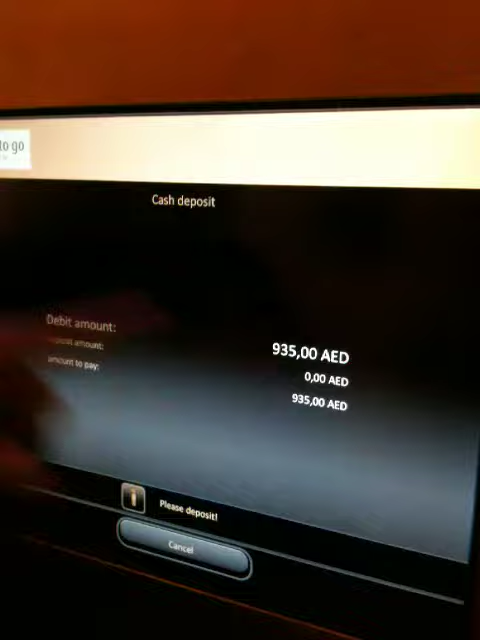 to go
Cash deposit
Debit amount: 935,00 AED
amount: 0,00 AED
amount to pay: 935,00 AED
Please deposit!
Cancel